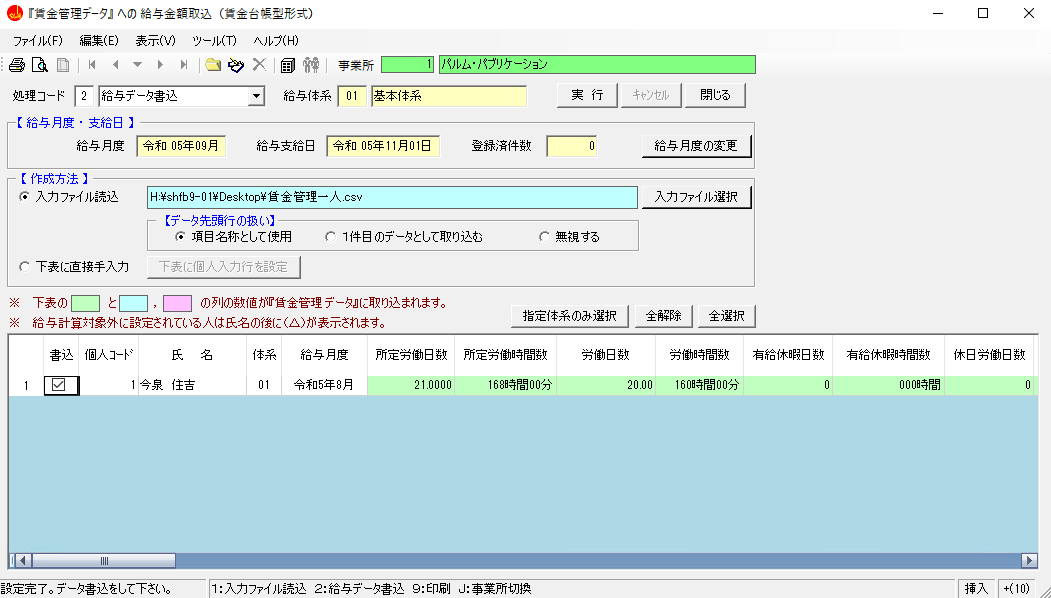 『賃金管理データ』への 給与金額取込（賃金台帳型形式）
ファイル(F) 編集(E) 表示(V) ツール(T) ヘルプ(H)
事業所 1 パルム・パブリケーション
処理コード 2 給与データ書込 給与体系 01 基本体系 実 行 キャンセル 閉じる
【 給与月度・支給日 】
給与月度 令和 05年09月 給与支給日 令和 05年11月01日 登録済件数 0 給与月度の変更
【 作成方法 】
入力ファイル読込 H:¥shfb9-01¥Desktop¥賃金管理一人.csv 入力ファイル選択
【データ先頭行の扱い】
項目名称として使用 1件目のデータとして取り込む 無視する
下表に直接手入力 下表に個人入力行を設定
※ 下表の と , の列の数値が『賃金管理データ』に取り込まれます。
※ 給与計算対象外に設定されている人は氏名の後に(△)が表示されます。
指定体系のみ選択 全解除 全選択
書込 個人コード 氏 名 体系 給与月度 所定労働日数 所定労働時間数 労働日数 労働時間数 有給休暇日数 有給休暇時間数 休日労働日数
1 1 今泉 住吉 01 令和5年8月 21.0000 168時間00分 20.00 160時間00分 0 000時間 0
設定完了。データ書込をして下さい。 1:入力ファイル読込 2:給与データ書込 9:印刷 J:事業所切換 挿入 +(10)